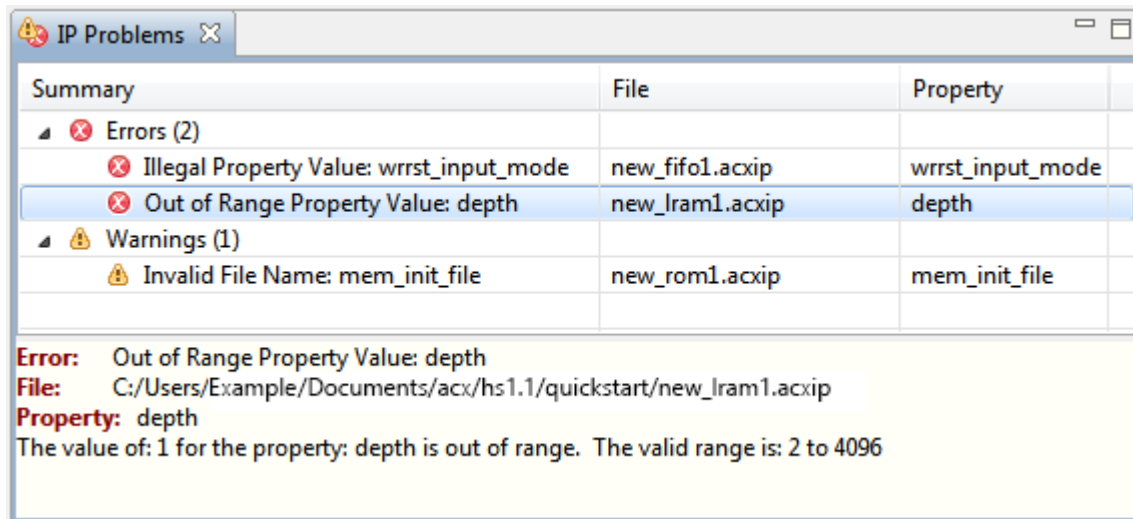 IP Problems
Summary File Property
Errors (2)
Illegal Property Value: wrrst_input_mode new_fifo1.acxip wrrst_input_mode
Out of Range Property Value: depth new_lram1.acxip depth
Warnings (1)
Invalid File Name: mem_init_file new_rom1.acxip mem_init_file
Error: Out of Range Property Value: depth
File: C:/Users/Example/Documents/acx/hs1.1/quickstart/new_lram1.acxip
Property: depth
The value of: 1 for the property: depth is out of range. The valid range is: 2 to 4096